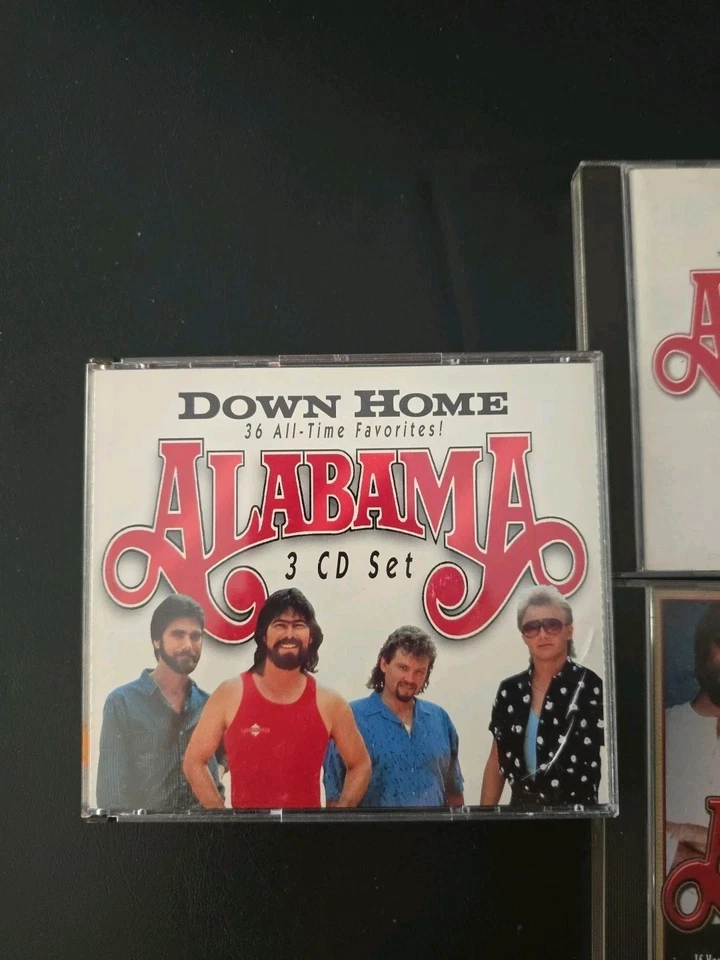 DOWN HOME
36 All-Time Favorites!
ALABAMA
3 CD Set